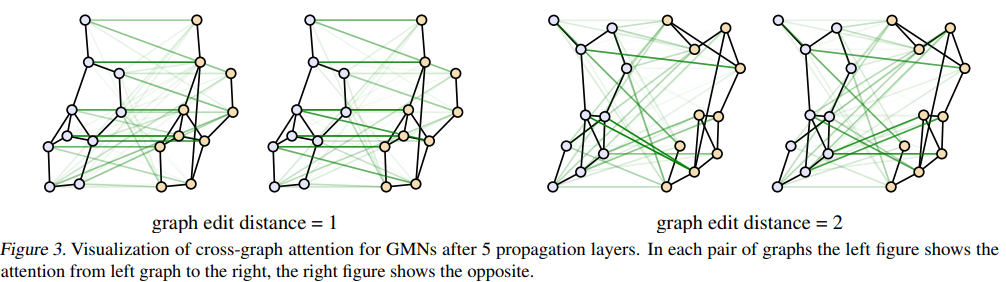 graph edit distance = 1
graph edit distance = 2
Figure 3. Visualization of cross-graph attention for GMNs after 5 propagation layers. In each pair of graphs the left figure shows the
attention from left graph to the right, the right figure shows the opposite.